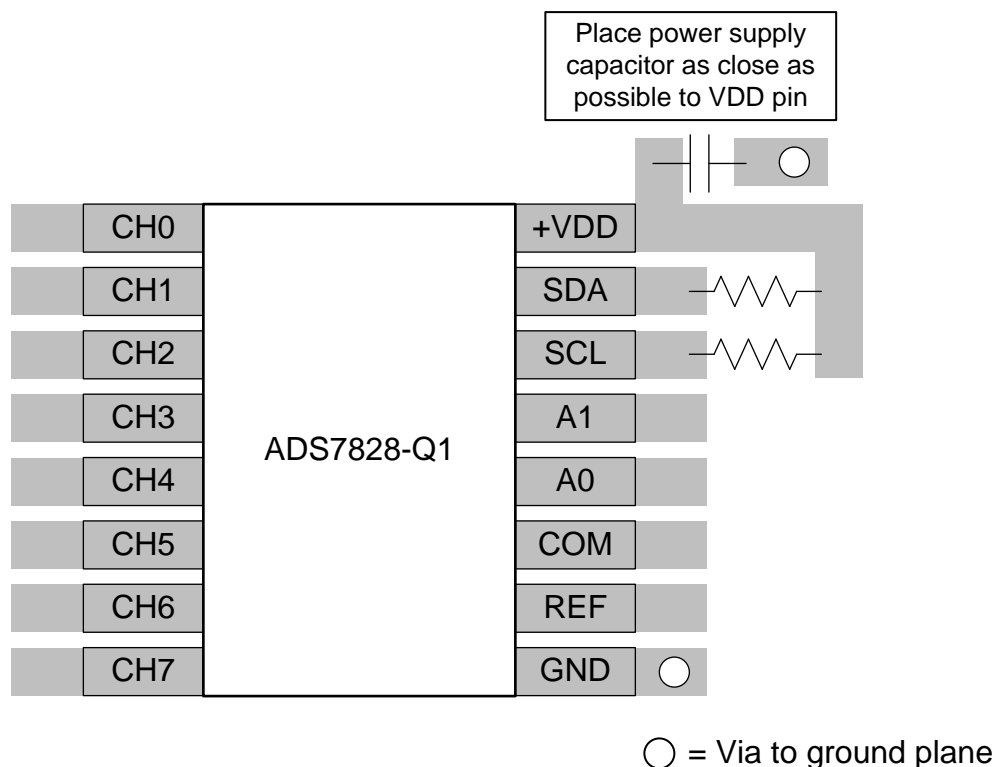 Place power supply
capacitor as close as
possible to VDD pin
CH0
CH1
CH2
CH3
CH4
CH5
CH6
CH7
ADS7828-Q1
+VDD
SDA
SCL
A1
A0
COM
REF
GND
= Via to ground plane